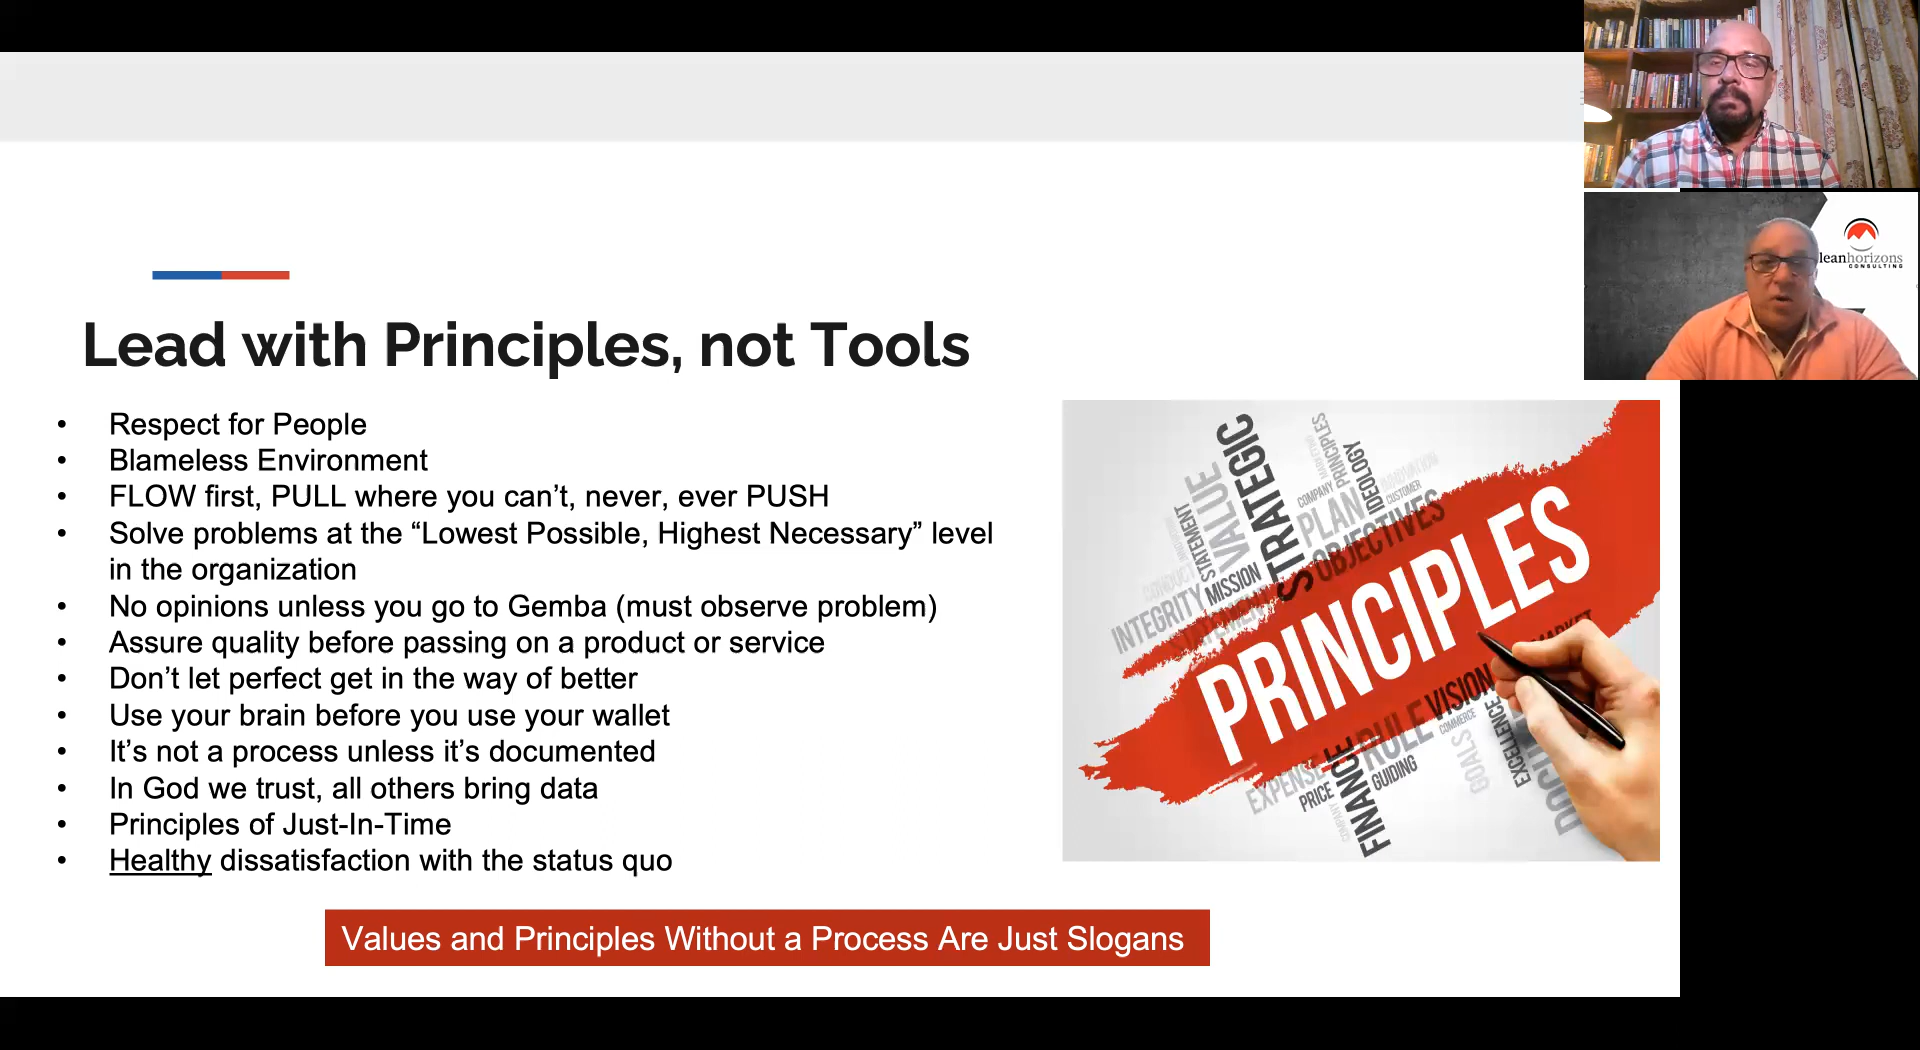 leanhorizons
CONSULTING
Lead with Principles, not Tools
• Respect for People
• Blameless Environment
• FLOW first, PULL where you can’t, never, ever PUSH
• Solve problems at the “Lowest Possible, Highest Necessary” level
in the organization
• No opinions unless you go to Gemba (must observe problem)
• Assure quality before passing on a product or service
• Don’t let perfect get in the way of better
• Use your brain before you use your wallet
• It’s not a process unless it’s documented
• In God we trust, all others bring data
• Principles of Just-In-Time
• Healthy dissatisfaction with the status quo
STRATEGIC
VALUE
STATEMENT
PRINCIPLES
IDEOLOGY
COMPANY
CUSTOMER
PLAN
OBJECTIVES
CONDUCT
MISSION
INTEGRITY
STATEMENT
PRINCIPLES
MARKET
VISION
RULE
COMMERCE
EXCELLENCE
GOALS
EXPENSE
FINANCE
PRICE
GUIDING
COMPANY
Values and Principles Without a Process Are Just Slogans